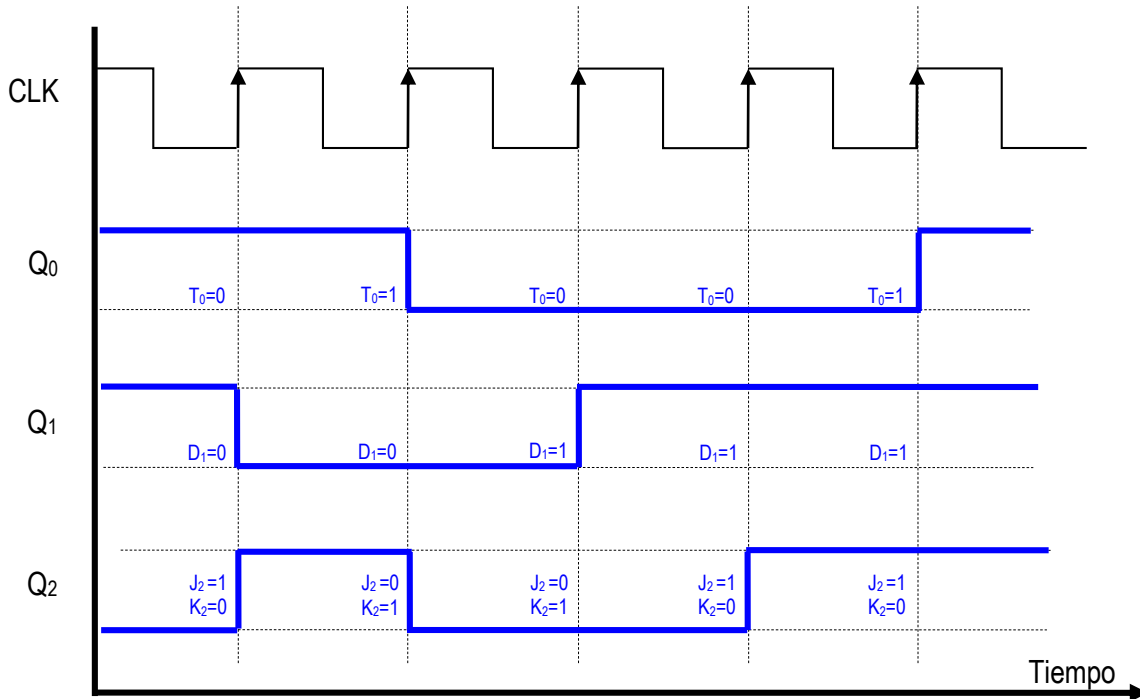 CLK
Q₀
T₀=0 T₀=1 T₀=0 T₀=0 T₀=1
Q₁
D₁=0 D₁=0 D₁=1 D₁=1 D₁=1
Q₂
J₂=1 J₂=0 J₂=0 J₂=1 J₂=1
K₂=0 K₂=1 K₂=1 K₂=0 K₂=0
Tiempo